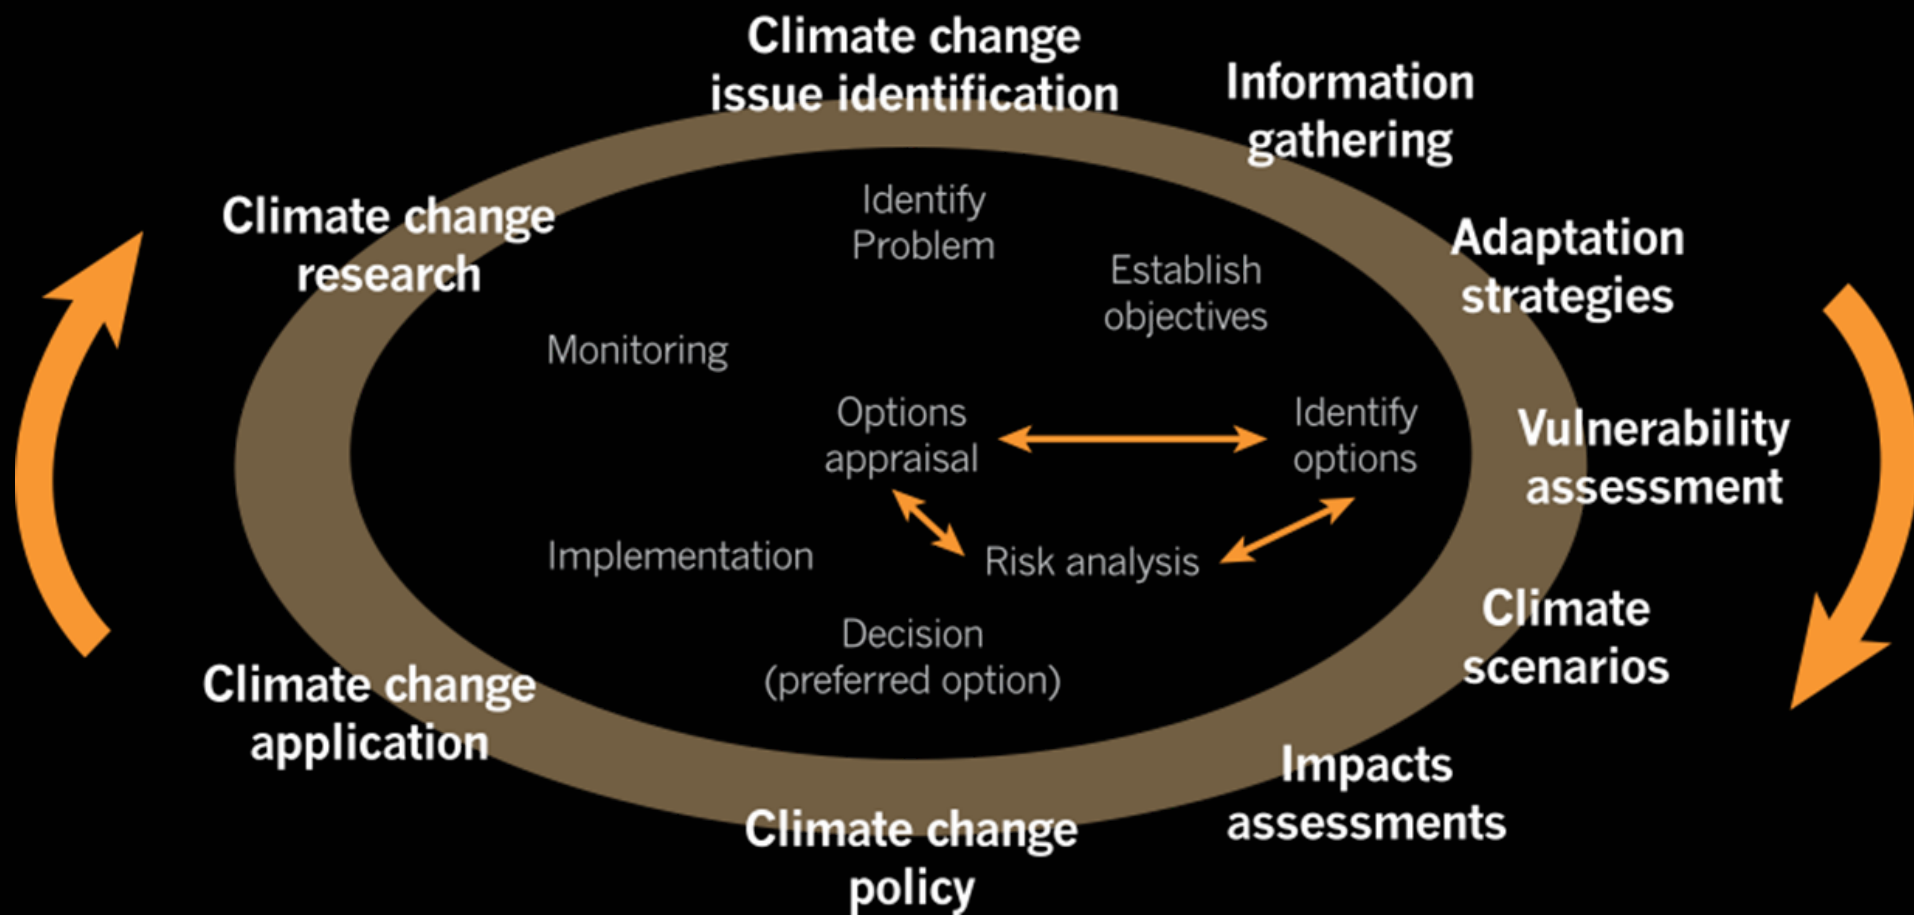 Climate change
issue identification
Information
gathering
Adaptation
strategies
Vulnerability
assessment
Climate
scenarios
Impacts
assessments
Climate change
policy
Climate change
application
Climate change
research
Identify
Problem
Establish
objectives
Identify
options
Risk analysis
Options
appraisal
Decision
(preferred option)
Implementation
Monitoring